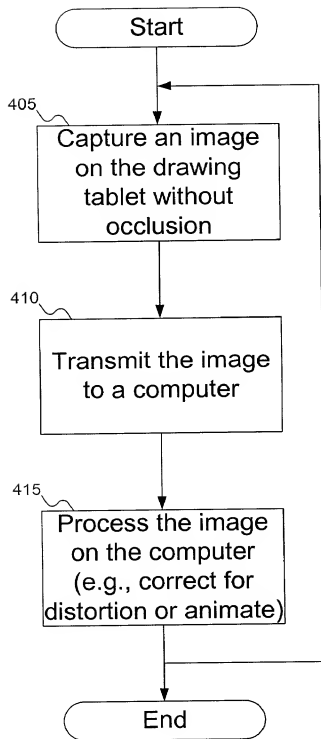 Start
405
Capture an image
on the drawing
tablet without
occlusion
410
Transmit the image
to a computer
415
Process the image
on the computer
(e.g., correct for
distortion or animate)
End